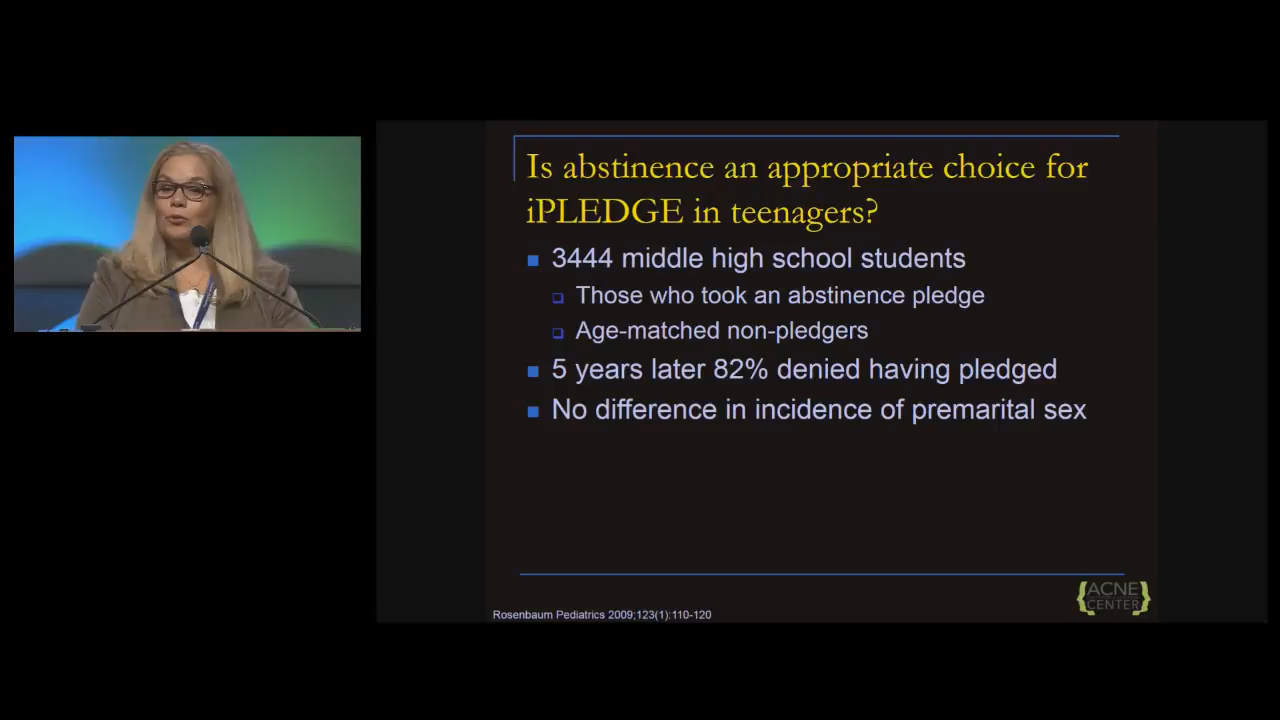 Is abstinence an appropriate choice for
iPLEDGE in teenagers?
3444 middle high school students
Those who took an abstinence pledge
Age-matched non-pledgers
5 years later 82% denied having pledged
No difference in incidence of premarital sex
ACNE
CENTER
Rosenbaum Pediatrics 2009;123(1):110-120